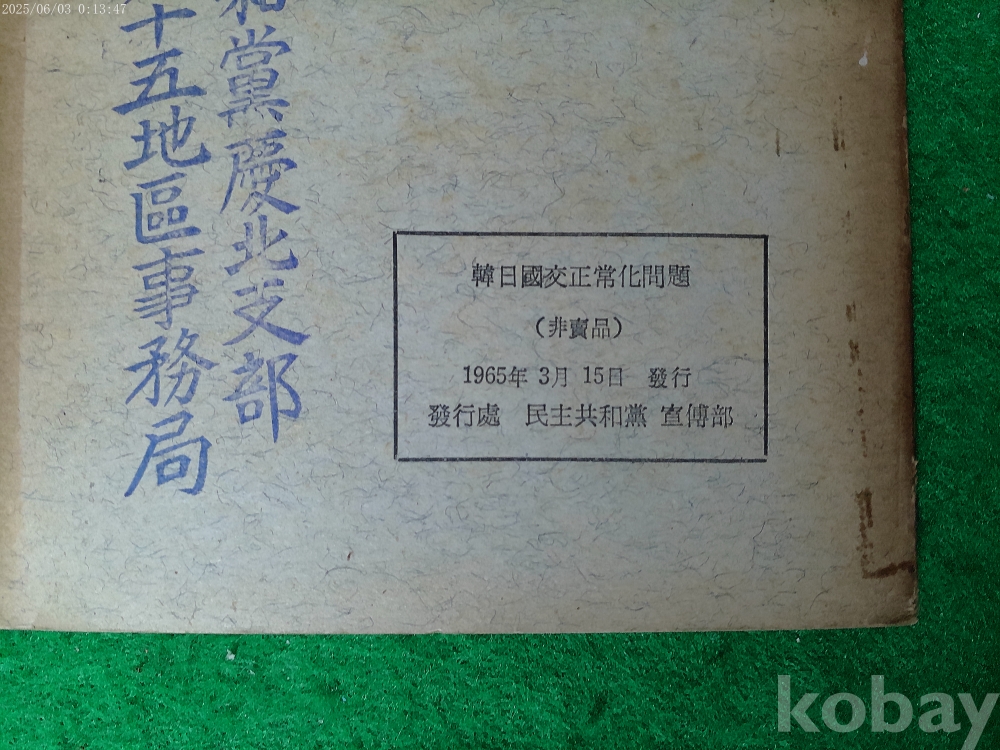 2025/06/03 0:13:47
和黨慶北支部
十五地區事務局
韓日國交正常化問題
(非賣品)
1965年 3月 15日 發行
發行處 民主共和黨 宣傳部
kobay